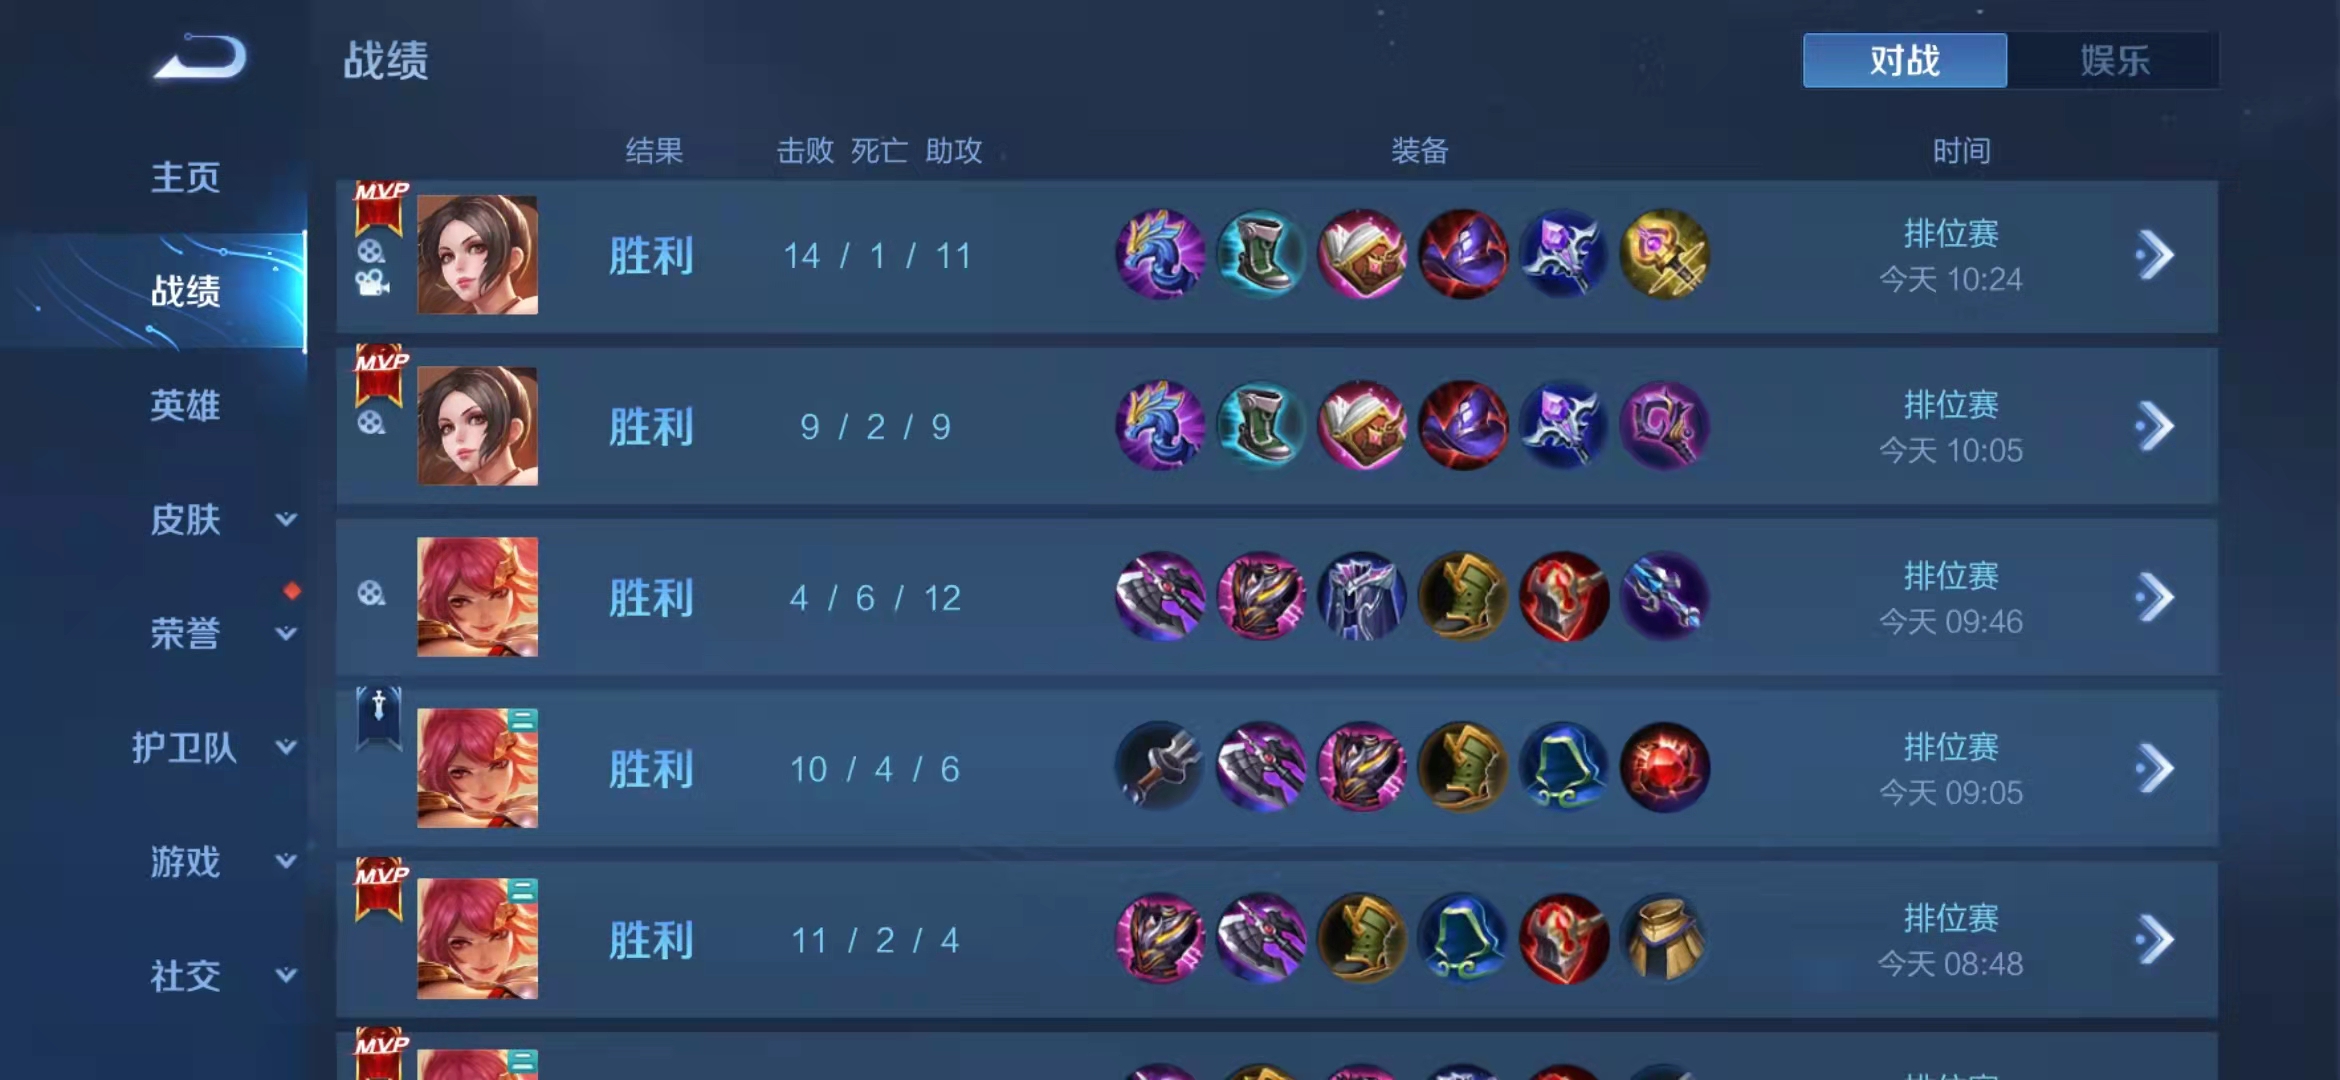 战绩
对战 娱乐
结果 击败 死亡 助攻 装备 时间
主页
战绩
英雄
皮肤
荣誉
护卫队
游戏
社交
MVP
胜利 14 / 1 / 11 排位赛
今天 10:24
MVP
胜利 9 / 2 / 9 排位赛
今天 10:05
胜利 4 / 6 / 12 排位赛
今天 09:46
胜利 10 / 4 / 6 排位赛
今天 09:05
MVP
胜利 11 / 2 / 4 排位赛
今天 08:48
MVP
排位赛